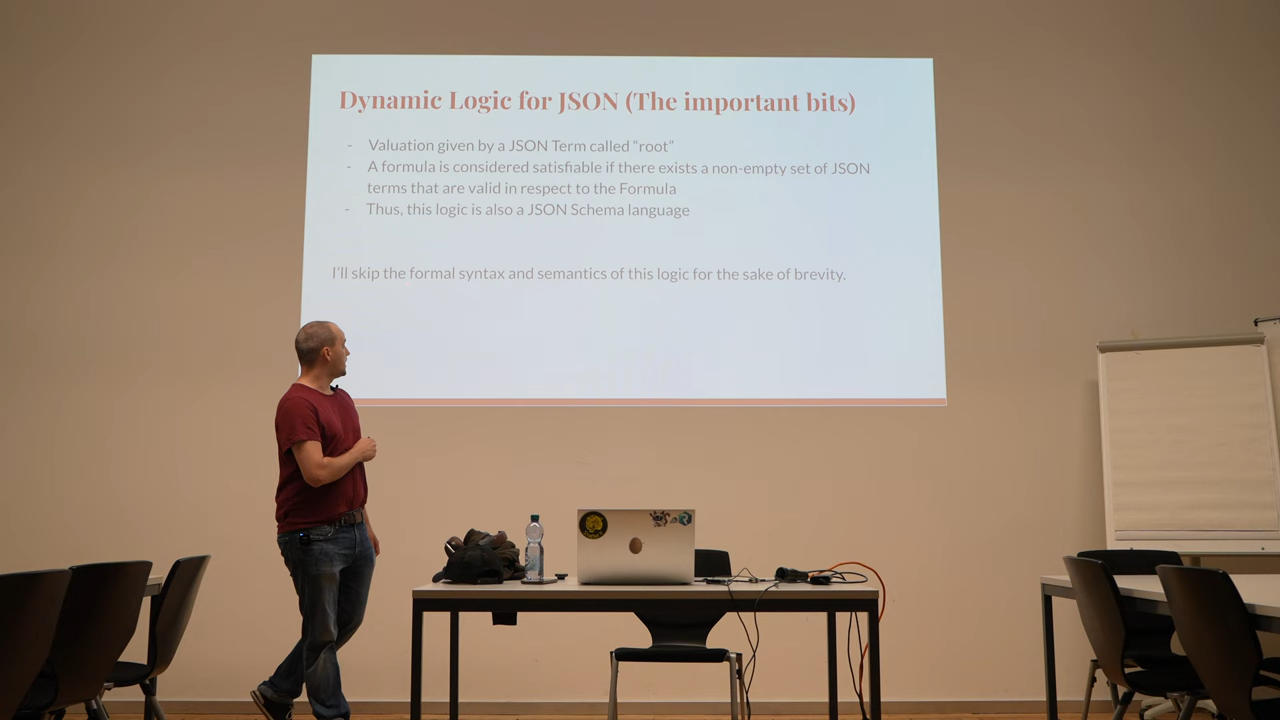 Dynamic Logic for JSON (The important bits)
- Valuation given by a JSON Term called “root”
- A formula is considered satisfiable if there exists a non-empty set of JSON
terms that are valid in respect to the Formula
- Thus, this logic is also a JSON Schema language
I’ll skip the formal syntax and semantics of this logic for the sake of brevity.